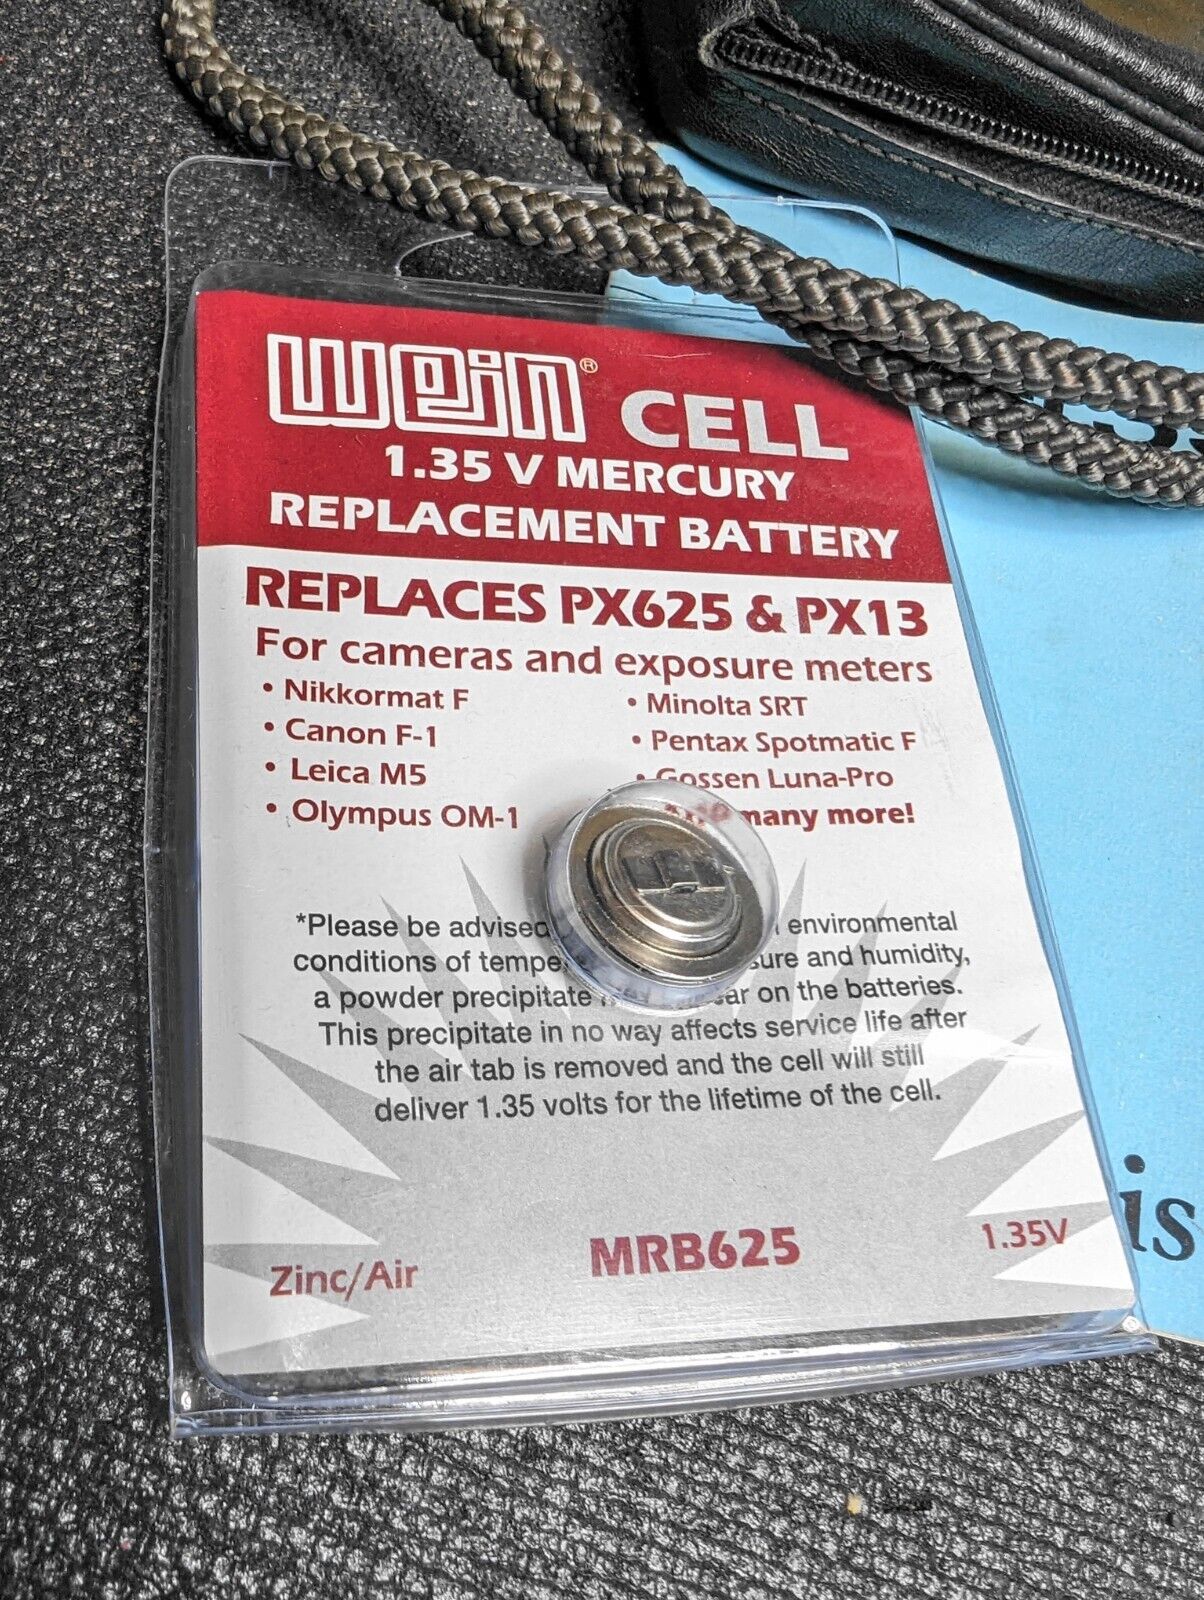 wein® CELL
1.35 V MERCURY
REPLACEMENT BATTERY
REPLACES PX625 & PX13
For cameras and exposure meters
• Nikkormat F
• Canon F-1
• Leica M5
• Olympus OM-1
• Minolta SRT
• Pentax Spotmatic F
• Gossen Luna-Pro
many more!
*Please be advised environmental
conditions of and humidity,
a powder precipitate on the batteries.
This precipitate in no way affects service life after
the air tab is removed and the cell will still
deliver 1.35 volts for the lifetime of the cell.
Zinc/Air
MRB625
1.35V
is